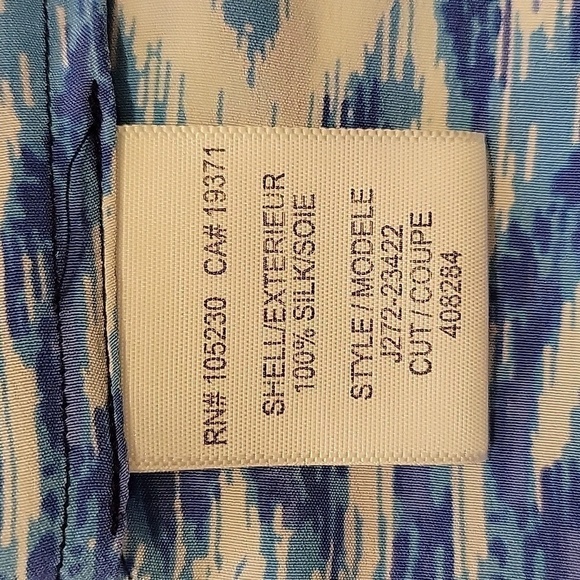 RN# 105230 CA# 19371
SHELL/EXTERIEUR
100% SILK/SOIE
STYLE / MODELE
J272-23422
CUT / COUPE
408284